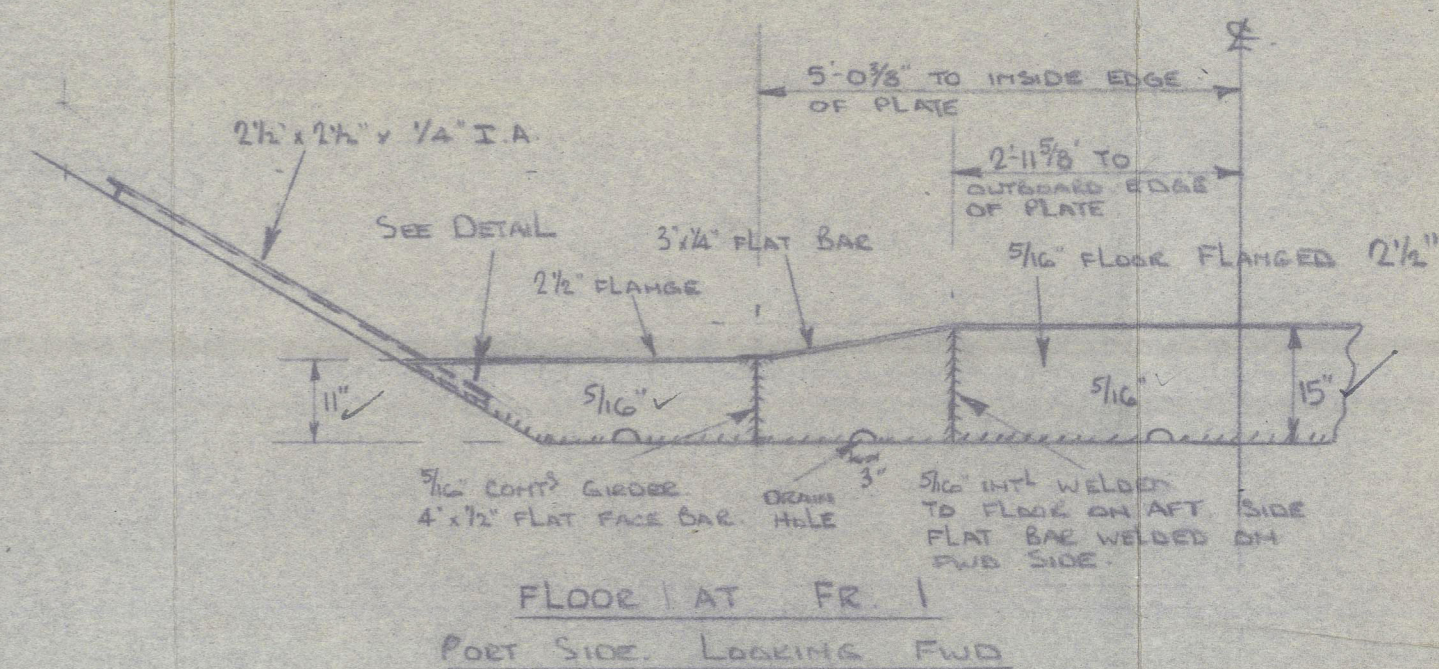 ℄
5'-0⅜" TO INSIDE EDGE
OF PLATE
2½" x 2½" x ¼" I.A.
2'-11⅝" TO
OUTBOARD EDGE
OF PLATE
SEE DETAIL
3"x¼" FLAT BAR
5/16" FLOOR FLANGED 2½"
2½" FLANGE
11"
5/16"
5/16"
15"
3"
5/16" CONTS GIRDER
4"x½" FLAT FACE BAR.
DRAIN
HOLE
5/16" INTL WELDED
TO FLOOR ON AFT SIDE
FLAT BAR WELDED ON
FWD SIDE.
FLOOR AT FR. 1
PORT SIDE. LOOKING FWD